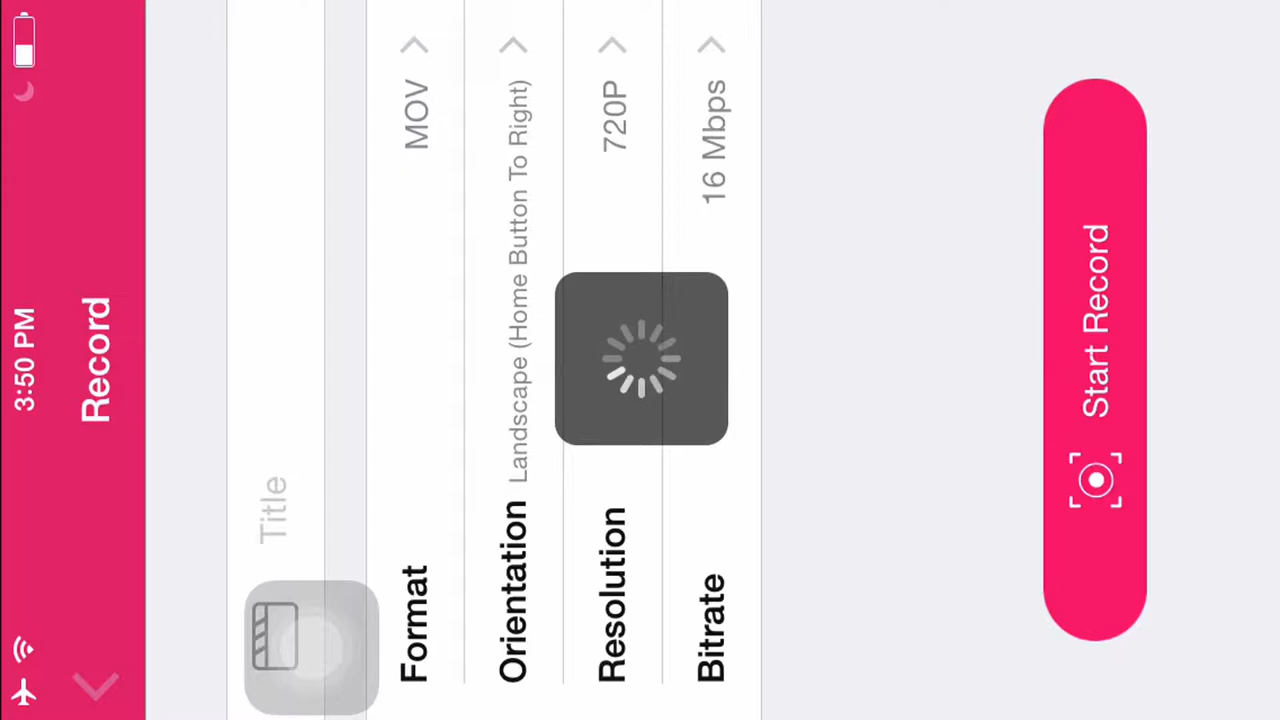 3:50 PM
Record
Title
Format MOV
Orientation Landscape (Home Button To Right)
Resolution 720P
Bitrate 16 Mbps
Start Record